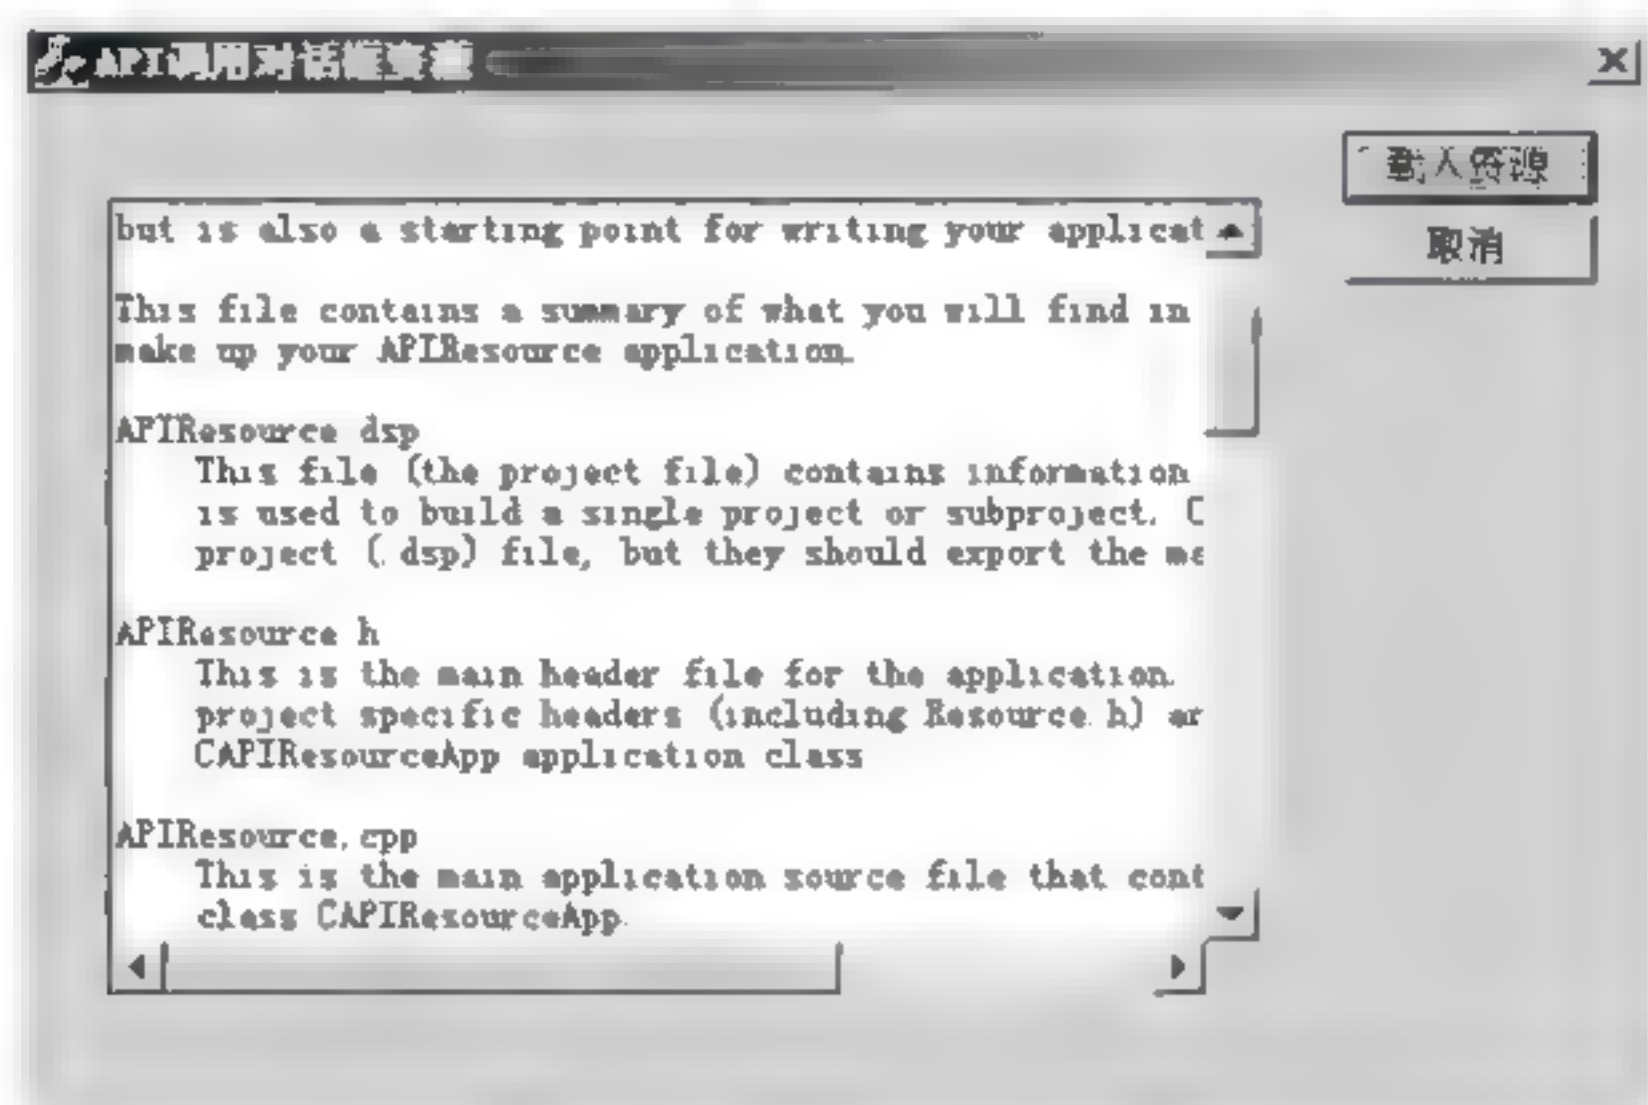 API调用对话框资源
载入资源
取消
but is also a starting point for writing your applicat
This file contains a summary of what you will find in
make up your APIResource application.
APIResource.dsp
This file (the project file) contains information
is used to build a single project or subproject. C
project (.dsp) file, but they should export the ma
APIResource.h
This is the main header file for the application.
project specific headers (including Resource.h) an
CAPIResourceApp application class
APIResource.cpp
This is the main application source file that cont
class CAPIResourceApp.